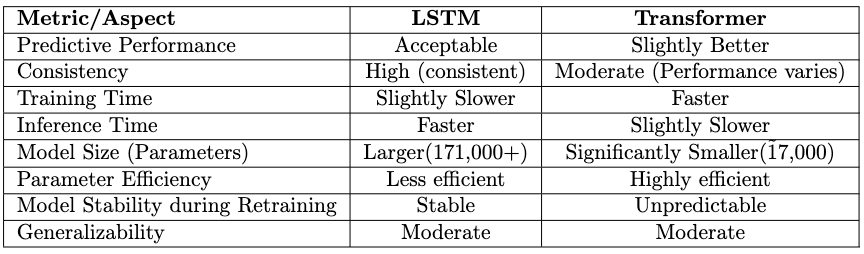 Metric/Aspect LSTM Transformer
Predictive Performance Acceptable Slightly Better
Consistency High (consistent) Moderate (Performance varies)
Training Time Slightly Slower Faster
Inference Time Faster Slightly Slower
Model Size (Parameters) Larger(171,000+) Significantly Smaller(1̃7,000)
Parameter Efficiency Less efficient Highly efficient
Model Stability during Retraining Stable Unpredictable
Generalizability Moderate Moderate